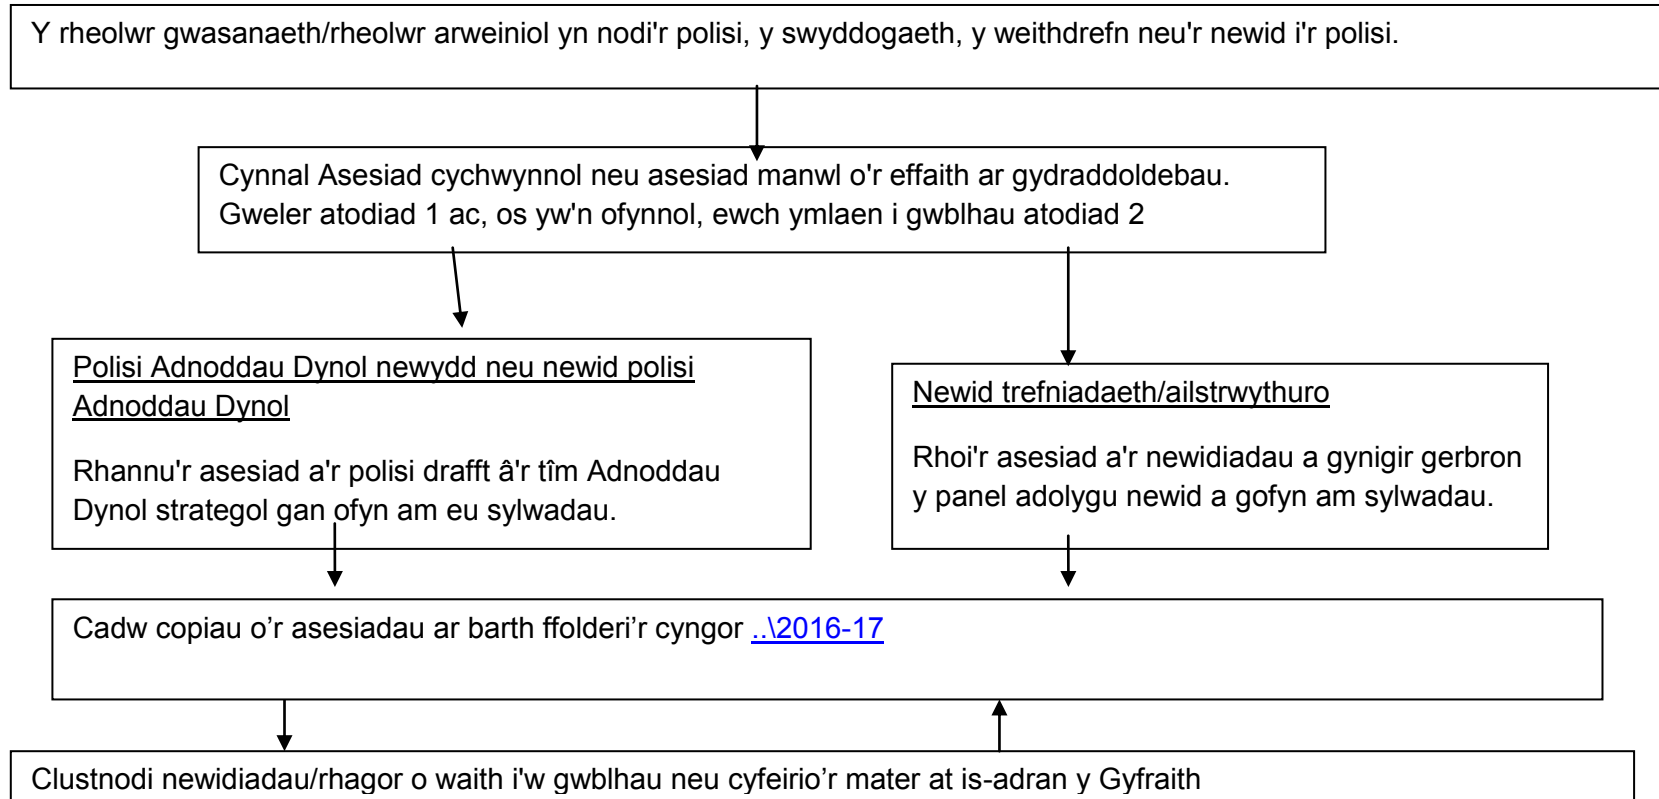 Y rheolwr gwasanaeth/rheolwr arweiniol yn nodi'r polisi, y swyddogaeth, y weithdrefn neu'r newid i'r polisi.
Cynnal Asesiad cychwynnol neu asesiad manwl o'r effaith ar gydraddoldebau.
Gweler atodiad 1 ac, os yw'n ofynnol, ewch ymlaen i gwblhau atodiad 2
Polisi Adnoddau Dynol newydd neu newid polisi
Adnoddau Dynol
Rhannu'r asesiad a'r polisi drafft â'r tîm Adnoddau
Dynol strategol gan ofyn am eu sylwadau.
Newid trefniadaeth/ailstrwythuro
Rhoi'r asesiad a'r newidiadau a gynigir gerbron
y panel adolygu newid a gofyn am sylwadau.
Cadw copiau o’r asesiadau ar barth ffolderi’r cyngor ..\2016-17
Clustnodi newidiadau/rhagor o waith i'w gwblhau neu cyfeirio’r mater at is-adran y Gyfraith